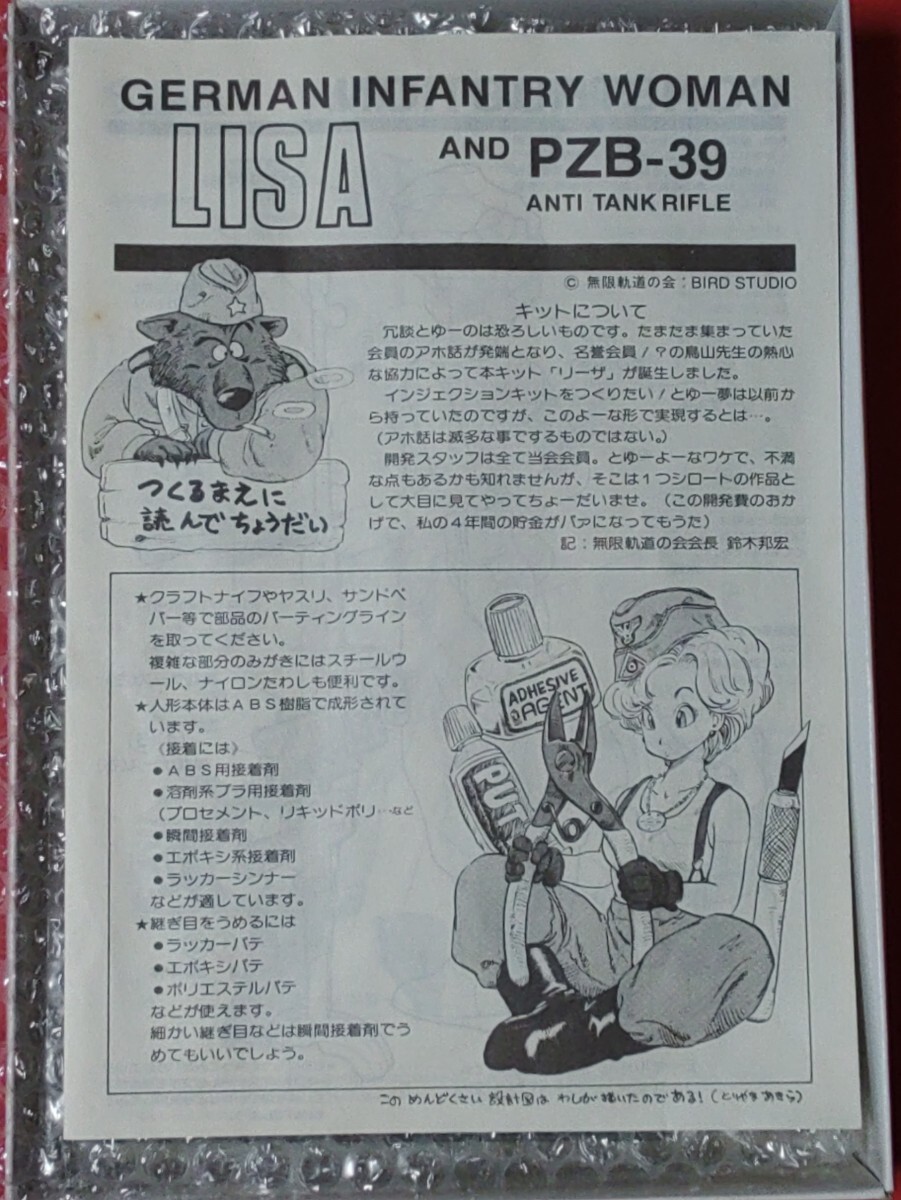 GERMAN INFANTRY WOMAN
LISA AND PZB-39
ANTI TANK RIFLE
© 無限軌道の会：BIRD STUDIO
キットについて
冗談とゆーのは恐ろしいものです。たまたま集まっていた
会員のアホ話が発端となり、名誉会員！？の鳥山先生の熱心
な協力によって本キット「リーザ」が誕生しました。
インジェクションキットをつくりたい！とゆー夢は以前か
ら持っていたのですが、このよーな形で実現するとは…。
（アホ話は滅多な事でするものではない。）
開発スタッフは全て当会会員。とゆーよーなワケで、不満
な点もあるかも知れませんが、そこは1つシロートの作品と
して大目に見てやってちょーだいませ。（この開発費のおか
げで、私の4年間の貯金がパァになってもうた）
記：無限軌道の会会長 鈴木邦宏
つくるまえに
読んでちょうだい
★クラフトナイフやヤスリ、サンドペ
パー等で部品のパーティングライン
を取ってください。
複雑な部分のみがきにはスチールウ
ール、ナイロンたわしも便利です。
★人形本体はABS樹脂で成形されて
います。
《接着には》
●ABS用接着剤
●溶剤系プラ用接着剤
（プロセメント、リキッドポリ…など
●瞬間接着剤
●エポキシ系接着剤
●ラッカーシンナー
などが適しています。
★継ぎ目をうめるには
●ラッカーパテ
●エポキシパテ
●ポリエステルパテ
などが使えます。
細かい継ぎ目などは瞬間接着剤でう
めてもいいでしょう。
ADHESIVE
AGENT
このめんどくさい設計図はわしが描いたのである！（とりやまあきら）